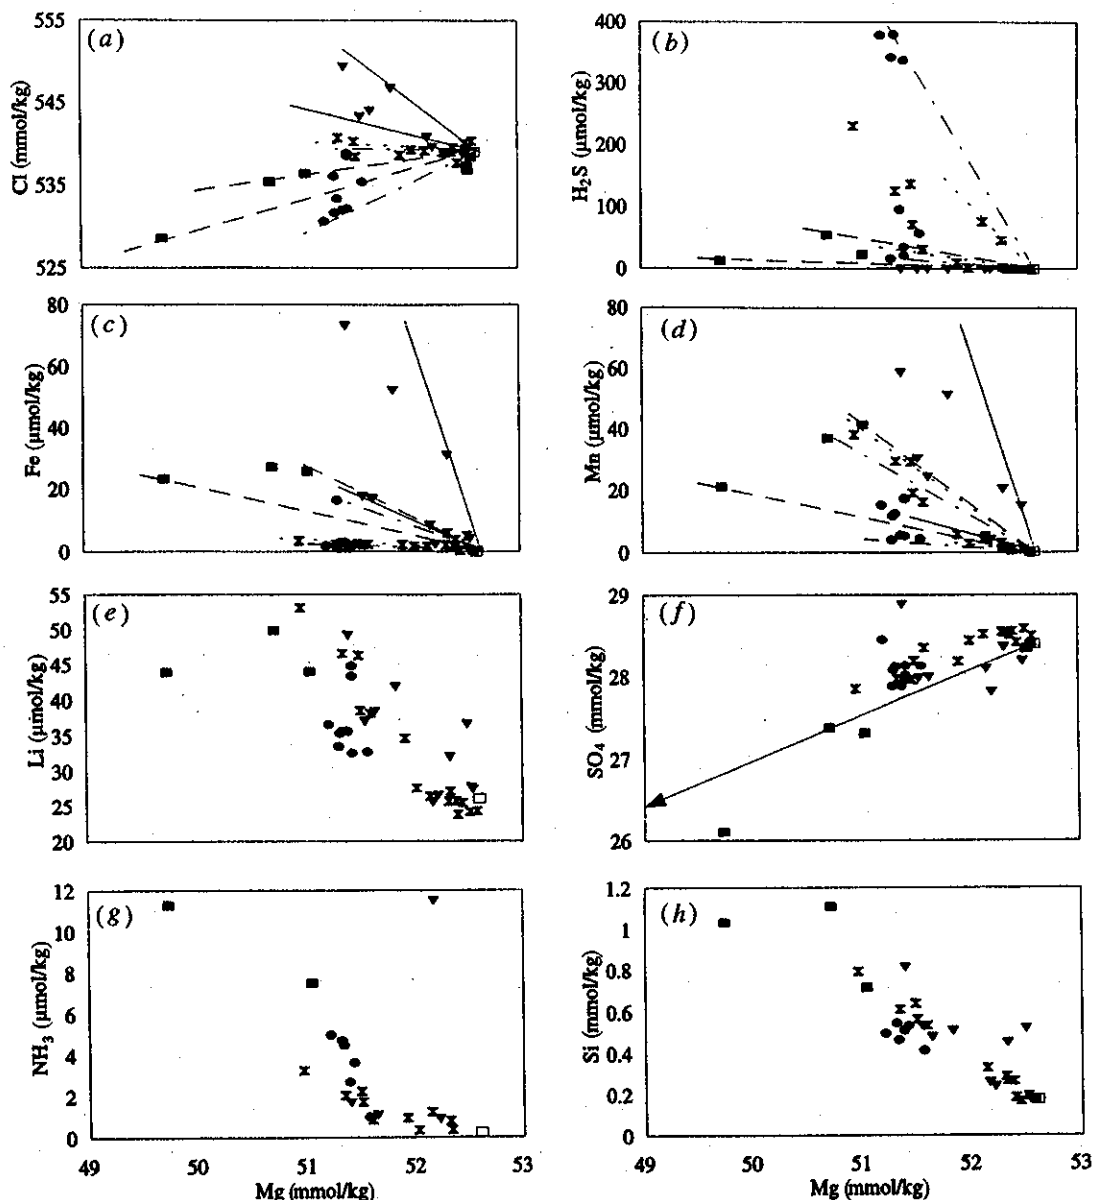 (a)
Cl (mmol/kg)
555
545
535
525
(b)
H₂S (µmol/kg)
400
300
200
100
0
(c)
Fe (µmol/kg)
80
60
40
20
0
(d)
Mn (µmol/kg)
80
60
40
20
0
(e)
Li (µmol/kg)
55
50
45
40
35
30
25
20
(f)
SO₄ (mmol/kg)
29
28
27
26
(g)
NH₃ (µmol/kg)
12
10
8
6
4
2
0
49 50 51 52 53
Mg (mmol/kg)
(h)
Si (mmol/kg)
1.2
1
0.8
0.6
0.4
0.2
0
49 50 51 52 53
Mg (mmol/kg)